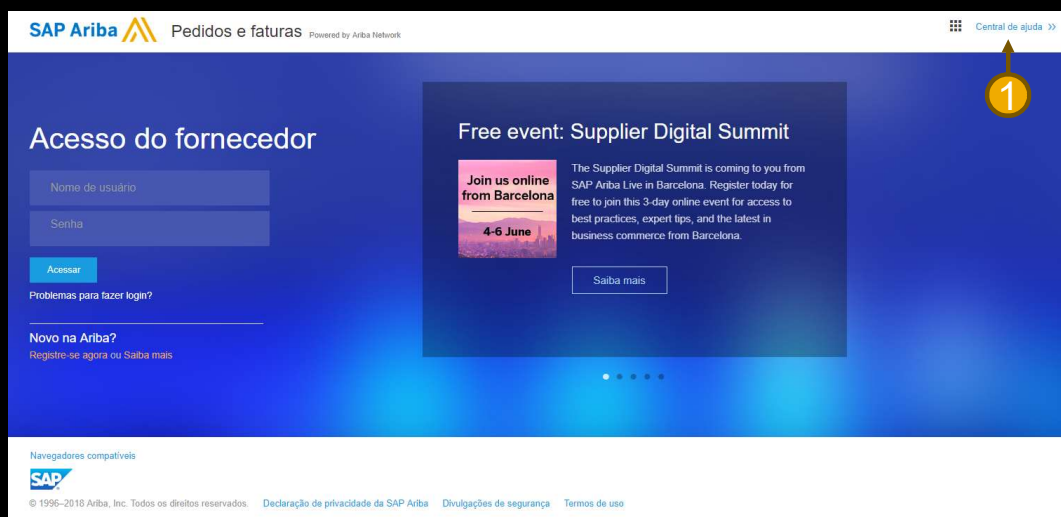 SAP Ariba Pedidos e faturas Powered by Ariba Network
Central de ajuda »
1
Acesso do fornecedor
Nome de usuário
Senha
Acessar
Problemas para fazer login?
Novo na Ariba?
Registre-se agora ou Saiba mais
Free event: Supplier Digital Summit
Join us online
from Barcelona
4-6 June
The Supplier Digital Summit is coming to you from
SAP Ariba Live in Barcelona. Register today for
free to join this 3-day online event for access to
best practices, expert tips, and the latest in
business commerce from Barcelona.
Saiba mais
Navegadores compatíveis
SAP
© 1996–2018 Ariba, Inc. Todos os direitos reservados. Declaração de privacidade da SAP Ariba Divulgações de segurança Termos de uso